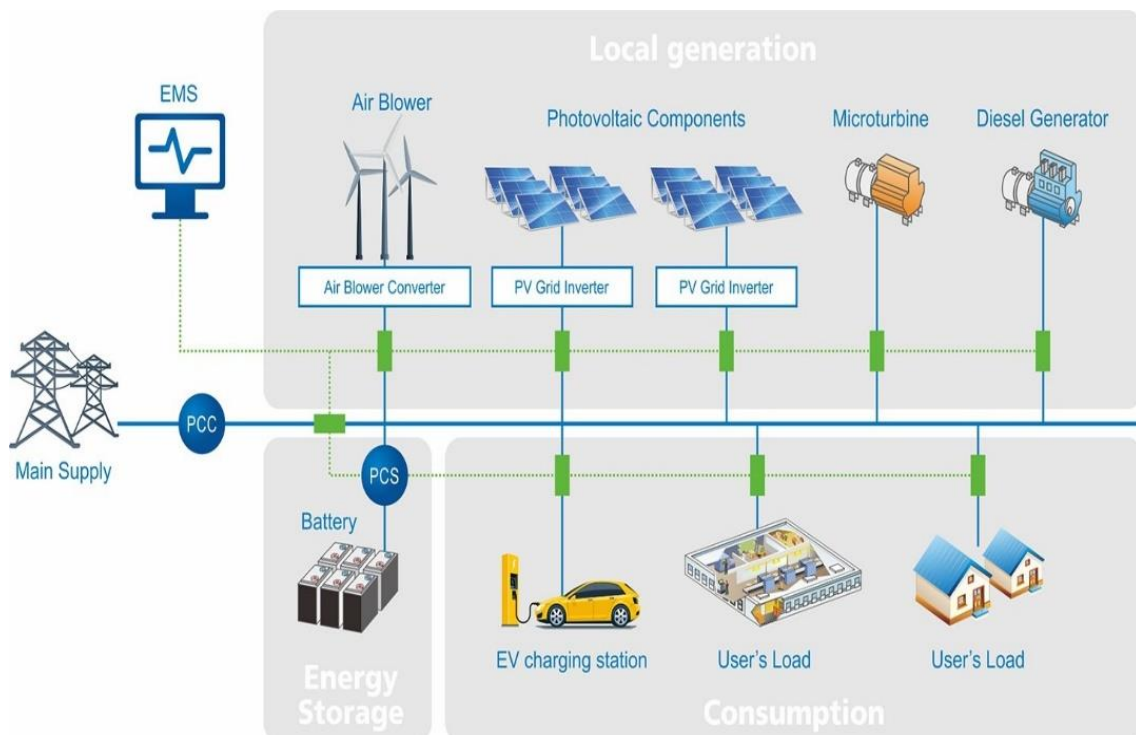 Local generation
EMS
Air Blower
Photovoltaic Components
Microturbine
Diesel Generator
Air Blower Converter
PV Grid Inverter
PV Grid Inverter
PCC
Main Supply
PCS
Battery
EV charging station
User's Load
User's Load
Energy
Storage
Consumption